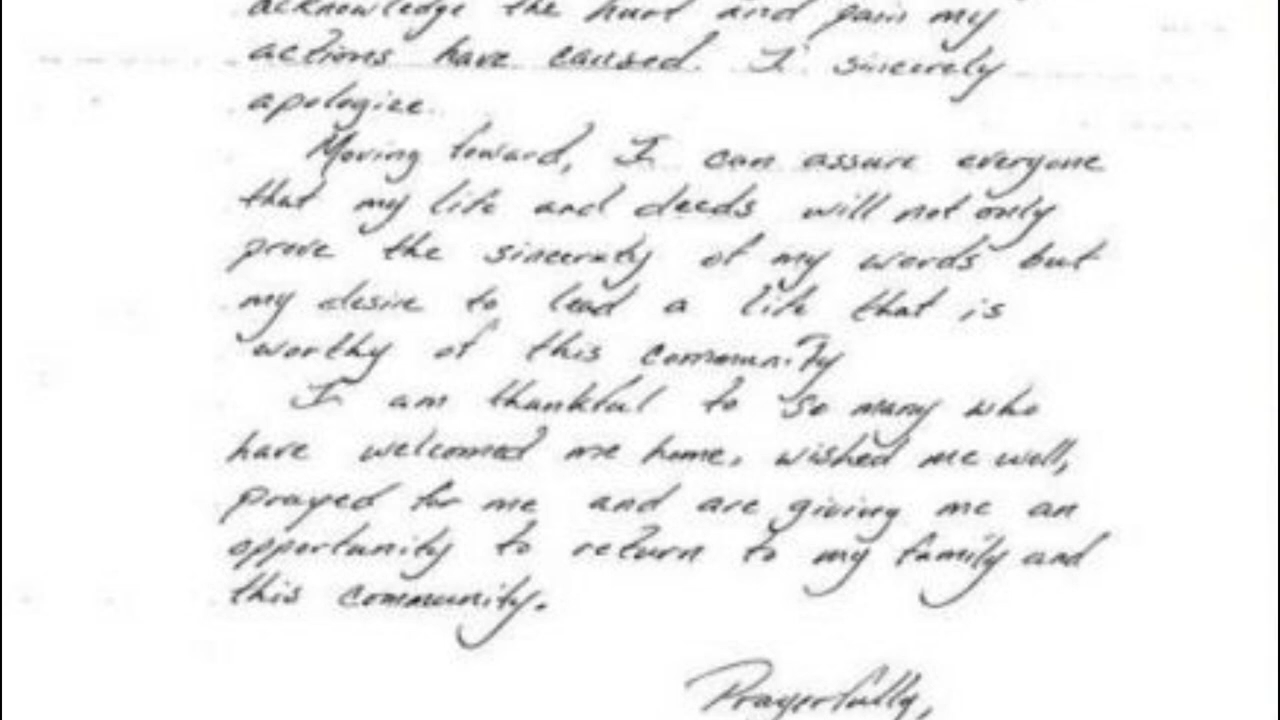 acknowledge the hurt and pain my
actions have caused. I sincerely
apologize.
Moving toward, I can assure everyone
that my life and deeds will not only
prove the sincerity of my words but
my desire to lead a life that is
worthy of this community
I am thankful to so many who
have welcomed me home, wished me well,
prayed for me and are giving me an
opportunity to return to my family and
this community.
Prayerfully,